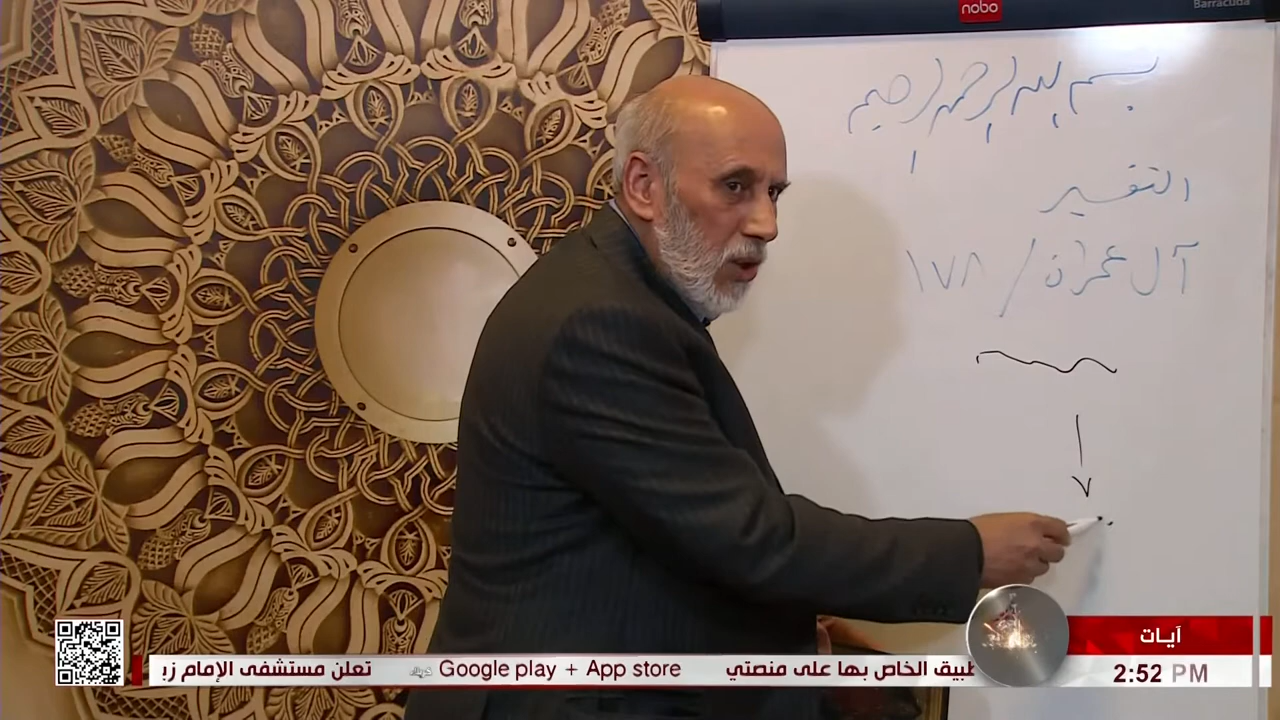 nobo
Barracuda
بسم الله الرحمن الرحيم
التفسير
آل عمران / ١٧٨
آيات
2:52 PM
طبيق الخاص بها على منصتي Google play + App store
تعلن مستشفى الإمام زي